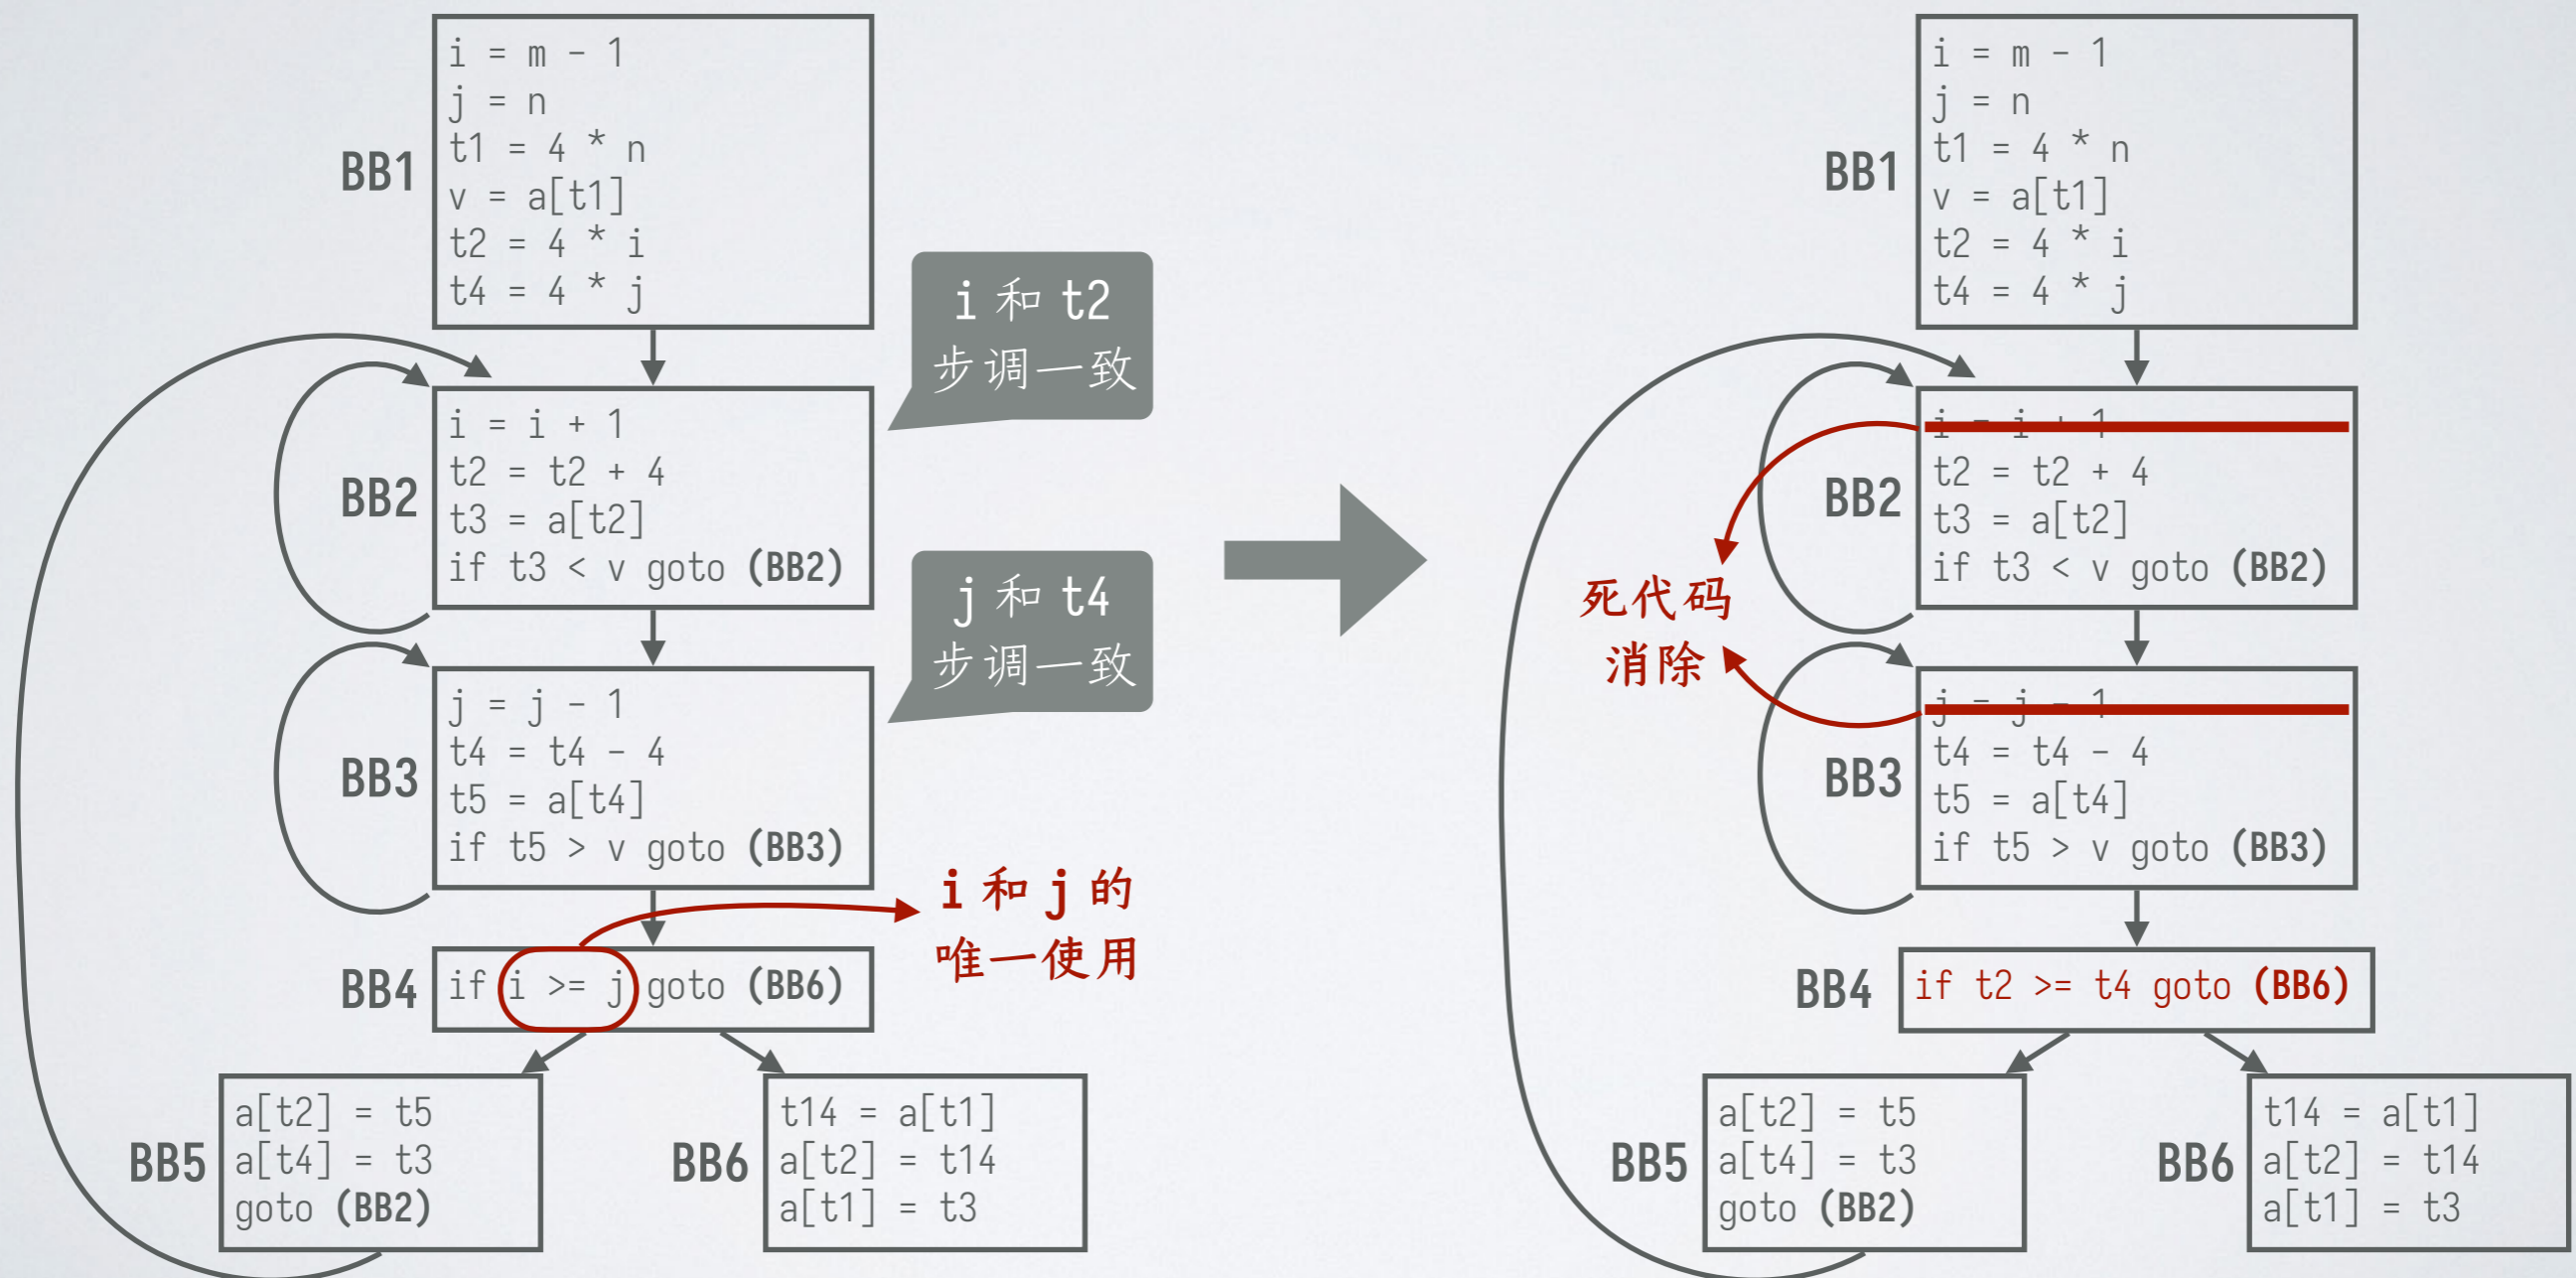 BB1
i = m - 1
j = n
t1 = 4 * n
v = a[t1]
t2 = 4 * i
t4 = 4 * j
i 和 t2
步调一致
BB2
i = i + 1
t2 = t2 + 4
t3 = a[t2]
if t3 < v goto (BB2)
j 和 t4
步调一致
BB3
j = j - 1
t4 = t4 - 4
t5 = a[t4]
if t5 > v goto (BB3)
i 和 j 的
唯一使用
BB4
if i >= j goto (BB6)
BB5
a[t2] = t5
a[t4] = t3
goto (BB2)
BB6
t14 = a[t1]
a[t2] = t14
a[t1] = t3
BB1
i = m - 1
j = n
t1 = 4 * n
v = a[t1]
t2 = 4 * i
t4 = 4 * j
BB2
i = i + 1
t2 = t2 + 4
t3 = a[t2]
if t3 < v goto (BB2)
死代码
消除
BB3
j = j - 1
t4 = t4 - 4
t5 = a[t4]
if t5 > v goto (BB3)
BB4
if t2 >= t4 goto (BB6)
BB5
a[t2] = t5
a[t4] = t3
goto (BB2)
BB6
t14 = a[t1]
a[t2] = t14
a[t1] = t3